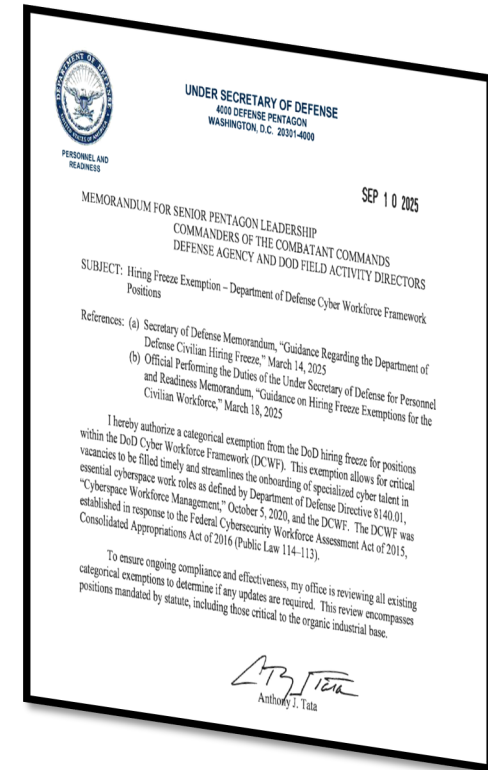 DEPARTMENT OF DEFENSE
UNITED STATES OF AMERICA
PERSONNEL AND
READINESS
UNDER SECRETARY OF DEFENSE
4000 DEFENSE PENTAGON
WASHINGTON, D.C. 20301-4000
SEP 10 2025
MEMORANDUM FOR SENIOR PENTAGON LEADERSHIP
COMMANDERS OF THE COMBATANT COMMANDS
DEFENSE AGENCY AND DOD FIELD ACTIVITY DIRECTORS
SUBJECT: Hiring Freeze Exemption – Department of Defense Cyber Workforce Framework
Positions
References: (a) Secretary of Defense Memorandum, “Guidance Regarding the Department of
Defense Civilian Hiring Freeze,” March 14, 2025
(b) Official Performing the Duties of the Under Secretary of Defense for Personnel
and Readiness Memorandum, “Guidance on Hiring Freeze Exemptions for the
Civilian Workforce,” March 18, 2025
I hereby authorize a categorical exemption from the DoD hiring freeze for positions
within the DoD Cyber Workforce Framework (DCWF). This exemption allows for critical
vacancies to be filled timely and streamlines the onboarding of specialized cyber talent in
essential cyberspace work roles as defined by Department of Defense Directive 8140.01,
“Cyberspace Workforce Management,” October 5, 2020, and the DCWF. The DCWF was
established in response to the Federal Cybersecurity Workforce Assessment Act of 2015,
Consolidated Appropriations Act of 2016 (Public Law 114–113).
To ensure ongoing compliance and effectiveness, my office is reviewing all existing
categorical exemptions to determine if any updates are required. This review encompasses
positions mandated by statute, including those critical to the organic industrial base.
Anthony J. Tata